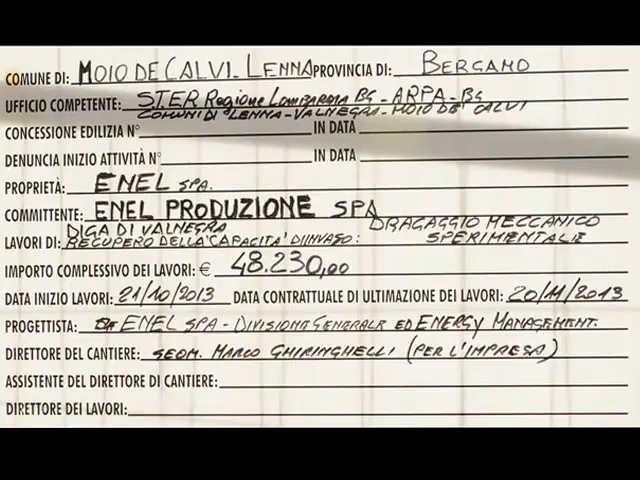 COMUNE DI: MOIO DE CALVI - LENNA PROVINCIA DI: BERGAMO
UFFICIO COMPETENTE: S.T.E.R. Regione Lombardia BG - ARPA - BG
COMUNI DI LENNA - VALNEGRA - MOIO DE' CALVI
CONCESSIONE EDILIZIA N° IN DATA
DENUNCIA INIZIO ATTIVITÀ N° IN DATA
PROPRIETÀ: ENEL SPA.
COMMITTENTE: ENEL PRODUZIONE SPA
DIGA DI VALNEGRA DRAGAGGIO MECCANICO
LAVORI DI: RECUPERO DELLA CAPACITA' DI INVASO: SPERIMENTALE
IMPORTO COMPLESSIVO DEI LAVORI: € 48.230,00
DATA INIZIO LAVORI: 21/10/2013 DATA CONTRATTUALE DI ULTIMAZIONE DEI LAVORI: 20/11/2013
PROGETTISTA: ENEL SPA - DIVISIONE GENERALE ED ENERGY MANAGEMENT.
DIRETTORE DEL CANTIERE: GEOM. MARCO GHIRINGHELLI (PER L'IMPRESA)
ASSISTENTE DEL DIRETTORE DI CANTIERE:
DIRETTORE DEI LAVORI: